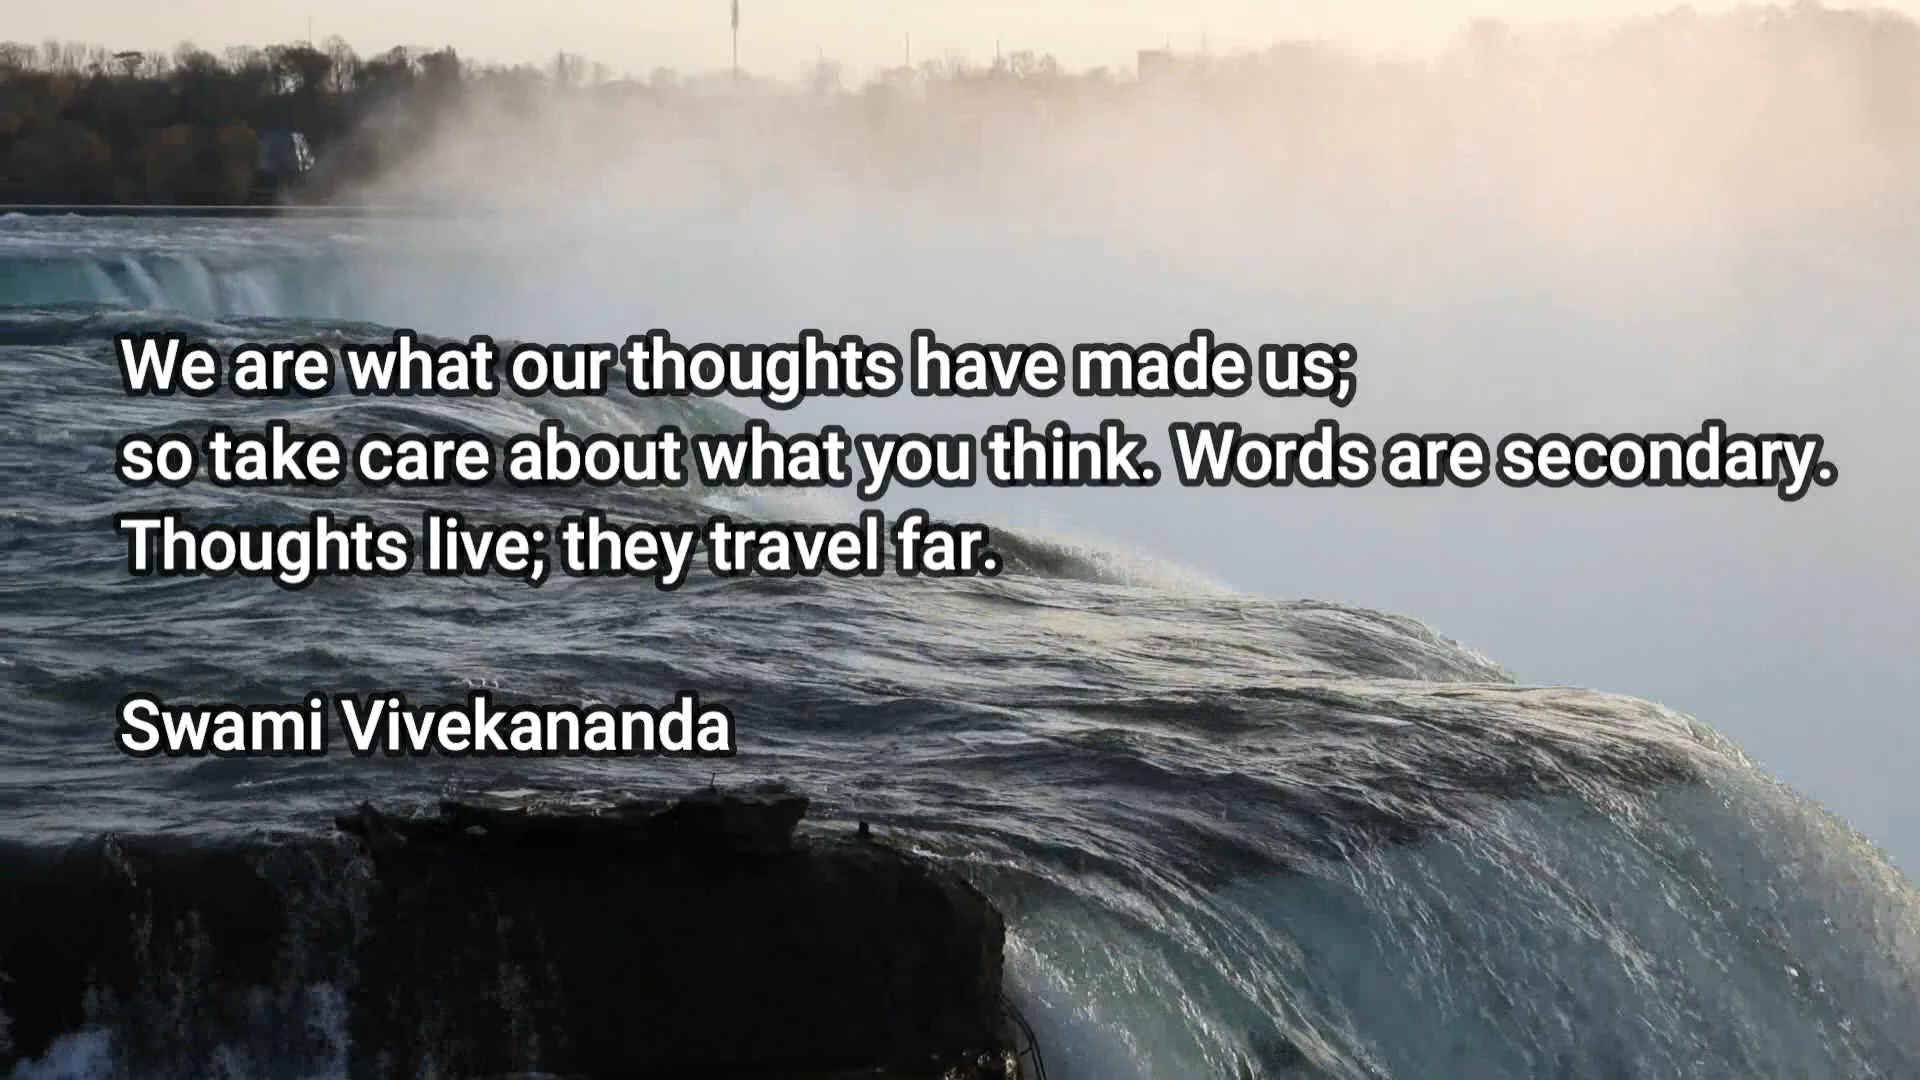 We are what our thoughts have made us;
so take care about what you think. Words are secondary.
Thoughts live; they travel far.
Swami Vivekananda